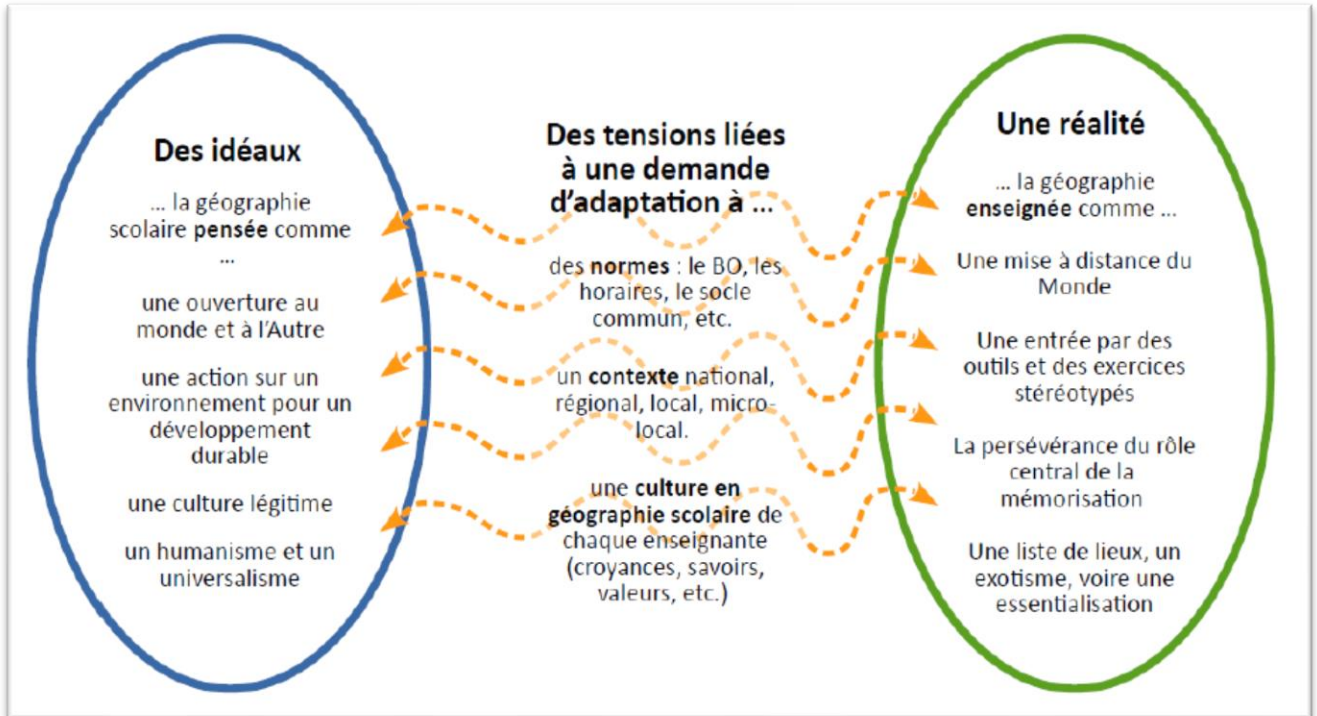 Des idéaux
... la géographie
scolaire pensée comme
...
une ouverture au
monde et à l'Autre
une action sur un
environnement pour un
développement
durable
une culture légitime
un humanisme et un
universalisme
Des tensions liées
à une demande
d'adaptation à ...
des normes : le BO, les
horaires, le socle
commun, etc.
un contexte national,
régional, local, micro-
local.
une culture en
géographie scolaire de
chaque enseignante
(croyances, savoirs,
valeurs, etc.)
Une réalité
... la géographie
enseignée comme ...
Une mise à distance du
Monde
Une entrée par des
outils et des exercices
stéréotypés
La persévérance du rôle
central de la
mémorisation
Une liste de lieux, un
exotisme, voire une
essentialisation